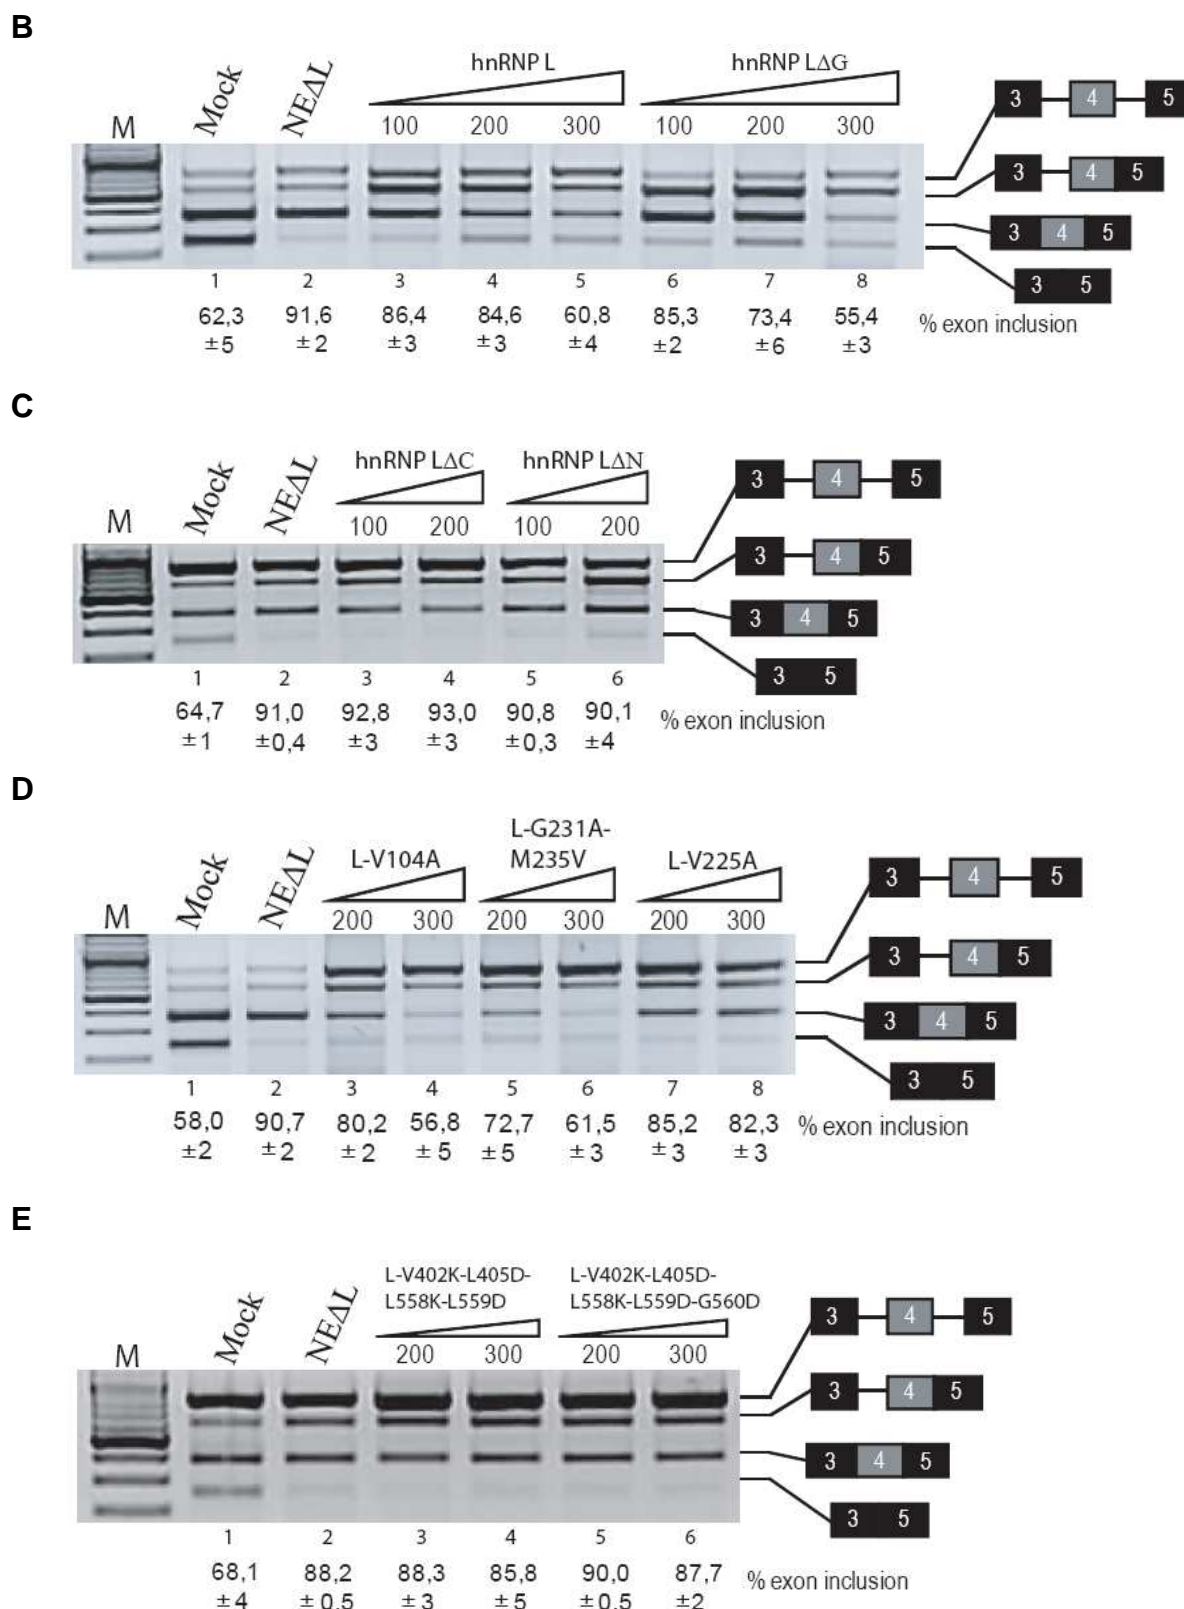 B
hnRNP L
hnRNP LΔG
M
Mock
NEΔL
100 200 300 100 200 300
3 4 5
3 4 5
3 4 5
3 5
1 2 3 4 5 6 7 8
62,3 91,6 86,4 84,6 60,8 85,3 73,4 55,4
±5 ±2 ±3 ±3 ±4 ±2 ±6 ±3
% exon inclusion
C
hnRNP LΔC
hnRNP LΔN
M
Mock
NEΔL
100 200 100 200
3 4 5
3 4 5
3 4 5
3 5
1 2 3 4 5 6
64,7 91,0 92,8 93,0 90,8 90,1
±1 ±0,4 ±3 ±3 ±0,3 ±4
% exon inclusion
D
L-V104A
L-G231A-
M235V
L-V225A
M
Mock
NEΔL
200 300 200 300 200 300
3 4 5
3 4 5
3 4 5
3 5
1 2 3 4 5 6 7 8
58,0 90,7 80,2 56,8 72,7 61,5 85,2 82,3
±2 ±2 ±2 ±5 ±5 ±3 ±3 ±3
% exon inclusion
E
L-V402K-L405D-
L558K-L559D
L-V402K-L405D-
L558K-L559D-G560D
M
Mock
NEΔL
200 300 200 300
3 4 5
3 4 5
3 4 5
3 5
1 2 3 4 5 6
68,1 88,2 88,3 85,8 90,0 87,7
±4 ±0,5 ±3 ±5 ±0,5 ±2
% exon inclusion